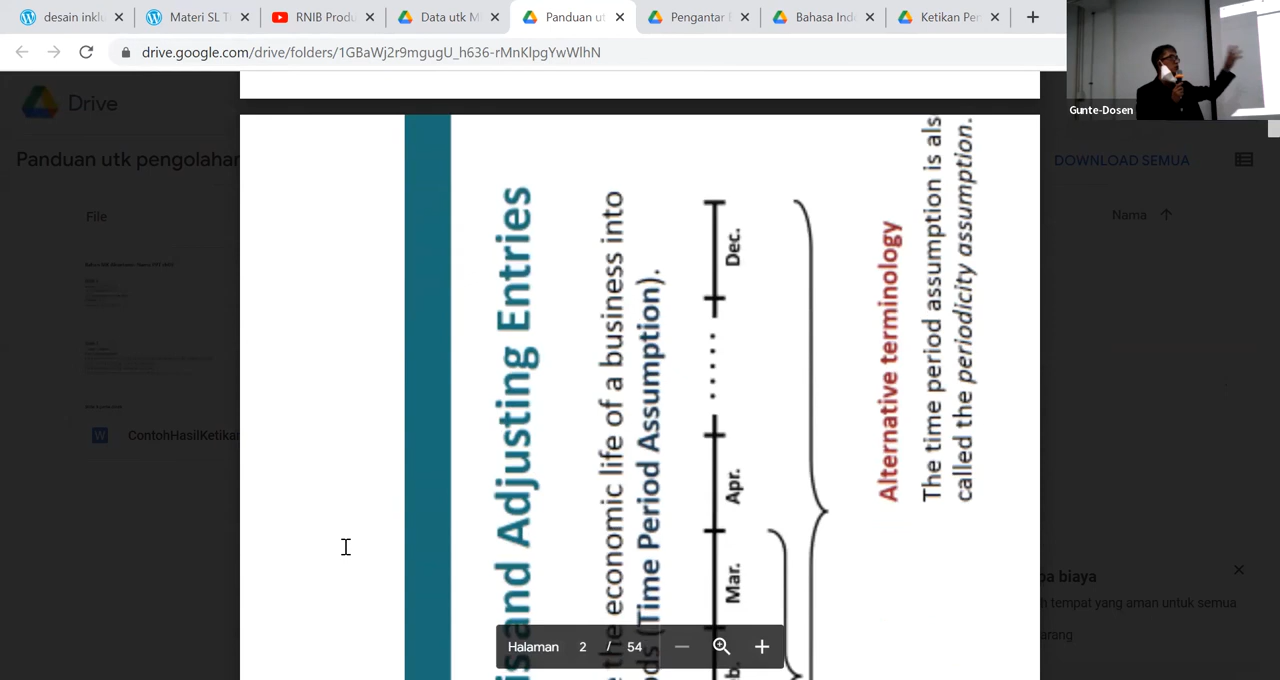 desain inklu
Materi SL T
RNIB Produ
Data utk M
Panduan ut
Pengantar
Bahasa Ind
Ketikan Per
drive.google.com/drive/folders/1GBaWj2r9mgugU_h636-rMnKlpgYwWlhN
Gunte-Dosen
Drive
Panduan utk pengolahan
DOWNLOAD SEMUA
File
Nama
ContohHasilKetikan
s and Adjusting Entries
the economic life of a business into
ds (Time Period Assumption).
Mar.
Apr.
.....
Dec.
Alternative terminology
The time period assumption is als
called the periodicity assumption.
a biaya
h tempat yang aman untuk semua
arang
Halaman 2 / 54